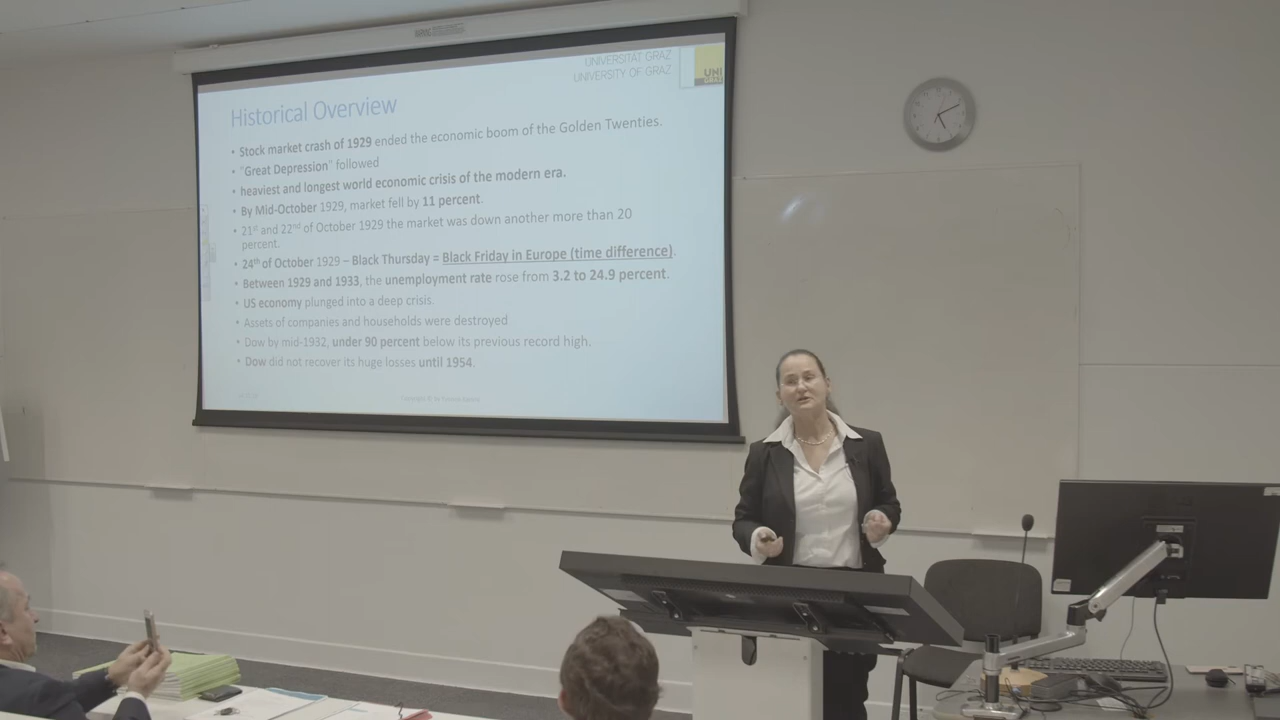 UNIVERSITÄT GRAZ
UNIVERSITY OF GRAZ
UNI
GRAZ
Historical Overview
• Stock market crash of 1929 ended the economic boom of the Golden Twenties.
• "Great Depression" followed
• heaviest and longest world economic crisis of the modern era.
• By Mid-October 1929, market fell by 11 percent.
• 21st and 22nd of October 1929 the market was down another more than 20
percent.
• 24th of October 1929 – Black Thursday = Black Friday in Europe (time difference).
• Between 1929 and 1933, the unemployment rate rose from 3.2 to 24.9 percent.
• US economy plunged into a deep crisis.
• Assets of companies and households were destroyed
• Dow by mid-1932, under 90 percent below its previous record high.
• Dow did not recover its huge losses until 1954.